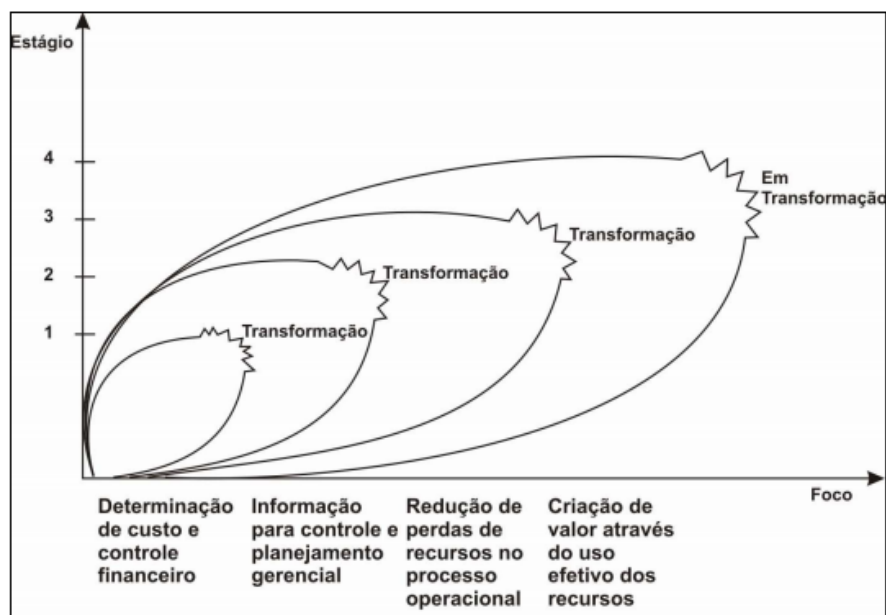 Estágio
4
3
2
1
Em
Transformação
Transformação
Transformação
Transformação
Foco
Determinação
de custo e
controle
financeiro
Informação
para controle e
planejamento
gerencial
Redução de
perdas de
recursos no
processo
operacional
Criação de
valor através
do uso
efetivo dos
recursos